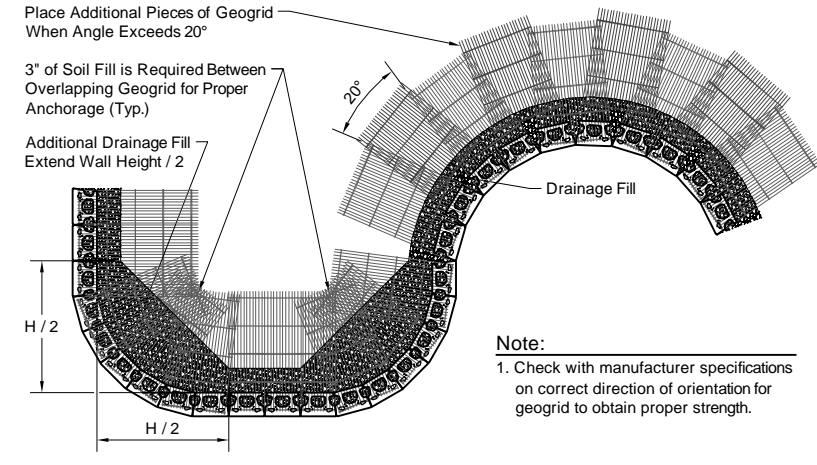 Place Additional Pieces of Geogrid
When Angle Exceeds 20°
3" of Soil Fill is Required Between
Overlapping Geogrid for Proper
Anchorage (Typ.)
Additional Drainage Fill
Extend Wall Height / 2
20°
Drainage Fill
H / 2
H / 2
Note:
1. Check with manufacturer specifications
on correct direction of orientation for
geogrid to obtain proper strength.